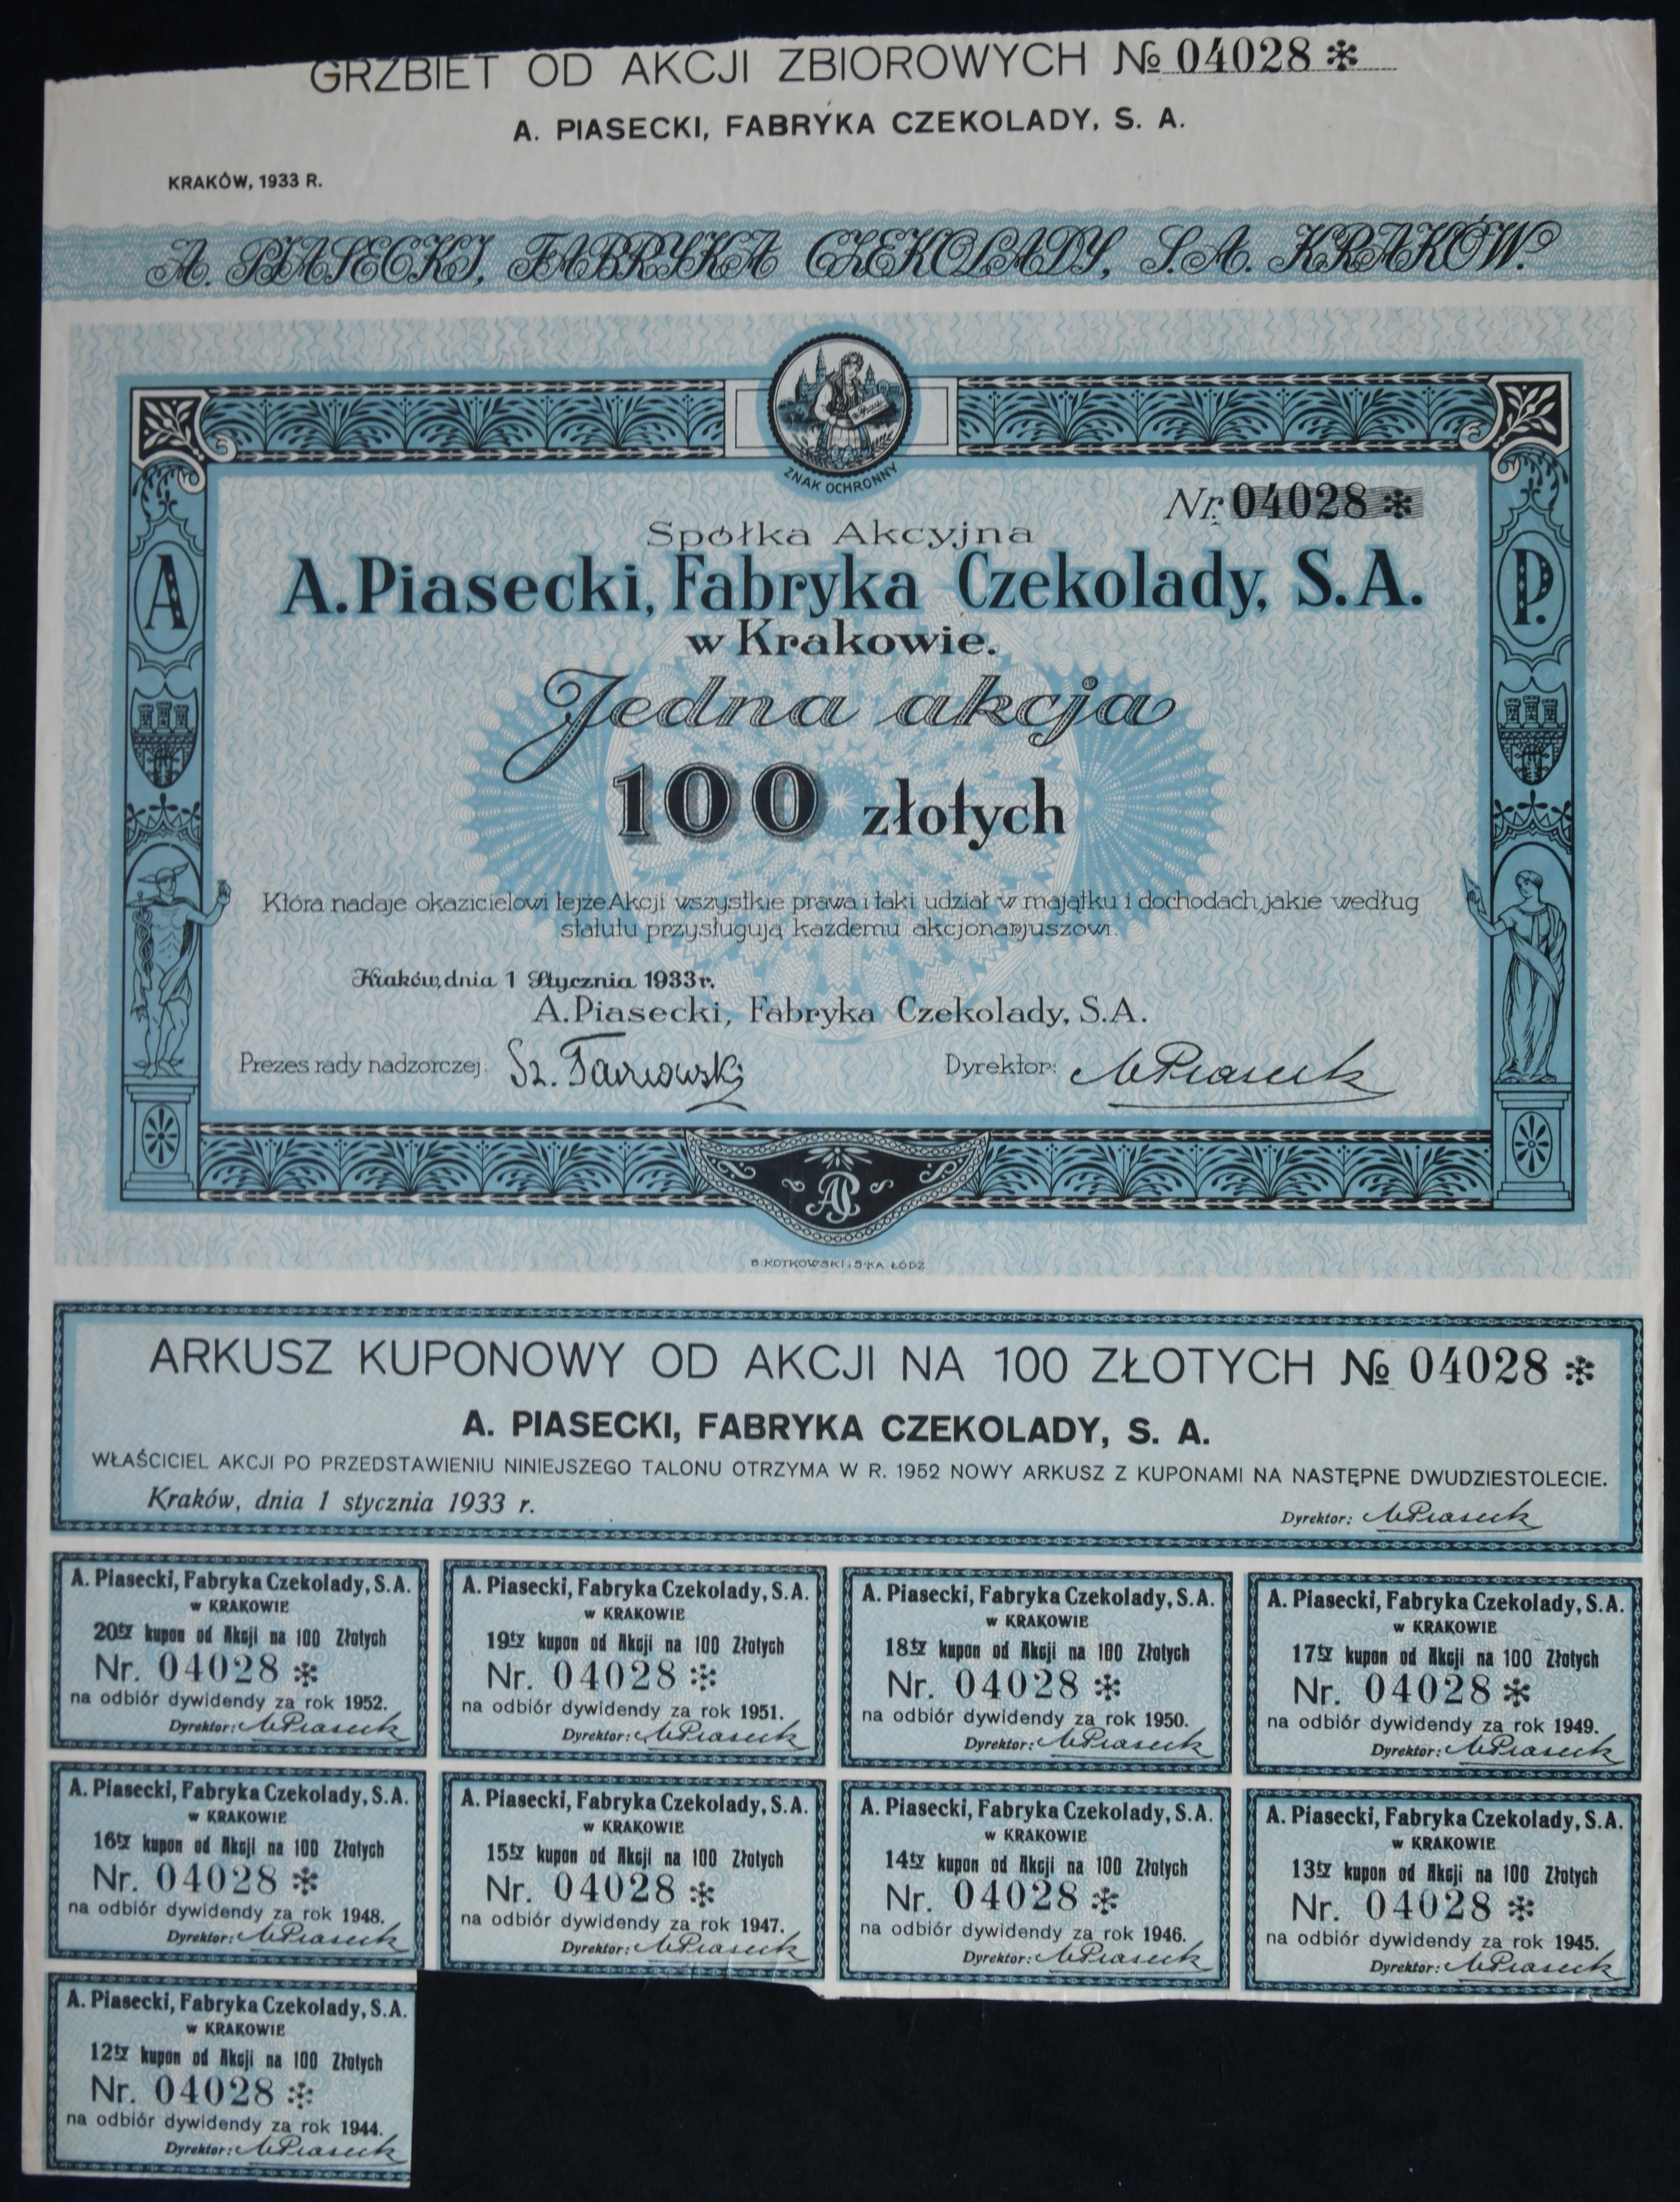 GRZBIET OD AKCJI ZBIOROWYCH № 04028 *
A. PIASECKI, FABRYKA CZEKOLADY, S. A.
KRAKÓW, 1933 R.
A. PIASECKI, FABRYKA CZEKOLADY, S.A. KRAKÓW.
ZNAK OCHRONNY
Nr. 04028 *
Spółka Akcyjna
A. Piasecki, Fabryka Czekolady, S.A.
w Krakowie.
A
P.
Jedna akcja
100 złotych
Która nadaje okazicielowi tejże Akcji wszystkie prawa i taki udział w majątku i dochodach, jakie według
statutu przysługują każdemu akcjonarjuszowi.
Kraków, dnia 1 Stycznia 1933 r.
A. Piasecki, Fabryka Czekolady, S.A.
Prezes rady nadzorczej: Sz. Tarnowski Dyrektor: APiasecki
AP
B. KOTKOWSKI i S-KA ŁÓDŹ
ARKUSZ KUPONOWY OD AKCJI NA 100 ZŁOTYCH № 04028 *
A. PIASECKI, FABRYKA CZEKOLADY, S. A.
WŁAŚCICIEL AKCJI PO PRZEDSTAWIENIU NINIEJSZEGO TALONU OTRZYMA W R. 1952 NOWY ARKUSZ Z KUPONAMI NA NASTĘPNE DWUDZIESTOLECIE.
Kraków, dnia 1 stycznia 1933 r.
Dyrektor: APiasecki
A. Piasecki, Fabryka Czekolady, S.A.
w KRAKOWIE
20ty kupon od Akcji na 100 Złotych
Nr. 04028 *
na odbiór dywidendy za rok 1952.
Dyrektor: APiasecki
A. Piasecki, Fabryka Czekolady, S.A.
w KRAKOWIE
19ty kupon od Akcji na 100 Złotych
Nr. 04028 *
na odbiór dywidendy za rok 1951.
Dyrektor: APiasecki
A. Piasecki, Fabryka Czekolady, S.A.
w KRAKOWIE
18ty kupon od Akcji na 100 Złotych
Nr. 04028 *
na odbiór dywidendy za rok 1950.
Dyrektor: APiasecki
A. Piasecki, Fabryka Czekolady, S.A.
w KRAKOWIE
17ty kupon od Akcji na 100 Złotych
Nr. 04028 *
na odbiór dywidendy za rok 1949.
Dyrektor: APiasecki
A. Piasecki, Fabryka Czekolady, S.A.
w KRAKOWIE
16ty kupon od Akcji na 100 Złotych
Nr. 04028 *
na odbiór dywidendy za rok 1948.
Dyrektor: APiasecki
A. Piasecki, Fabryka Czekolady, S.A.
w KRAKOWIE
15ty kupon od Akcji na 100 Złotych
Nr. 04028 *
na odbiór dywidendy za rok 1947.
Dyrektor: APiasecki
A. Piasecki, Fabryka Czekolady, S.A.
w KRAKOWIE
14ty kupon od Akcji na 100 Złotych
Nr. 04028 *
na odbiór dywidendy za rok 1946.
Dyrektor: APiasecki
A. Piasecki, Fabryka Czekolady, S.A.
w KRAKOWIE
13ty kupon od Akcji na 100 Złotych
Nr. 04028 *
na odbiór dywidendy za rok 1945.
Dyrektor: APiasecki
A. Piasecki, Fabryka Czekolady, S.A.
w KRAKOWIE
12ty kupon od Akcji na 100 Złotych
Nr. 04028 *
na odbiór dywidendy za rok 1944.
Dyrektor: APiasecki